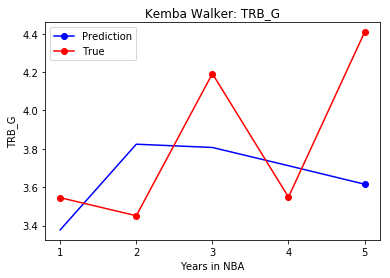 Kemba Walker: TRB_G
Prediction
True
4.4
4.2
4.0
3.8
3.6
3.4
TRB_G
1 2 3 4 5
Years in NBA